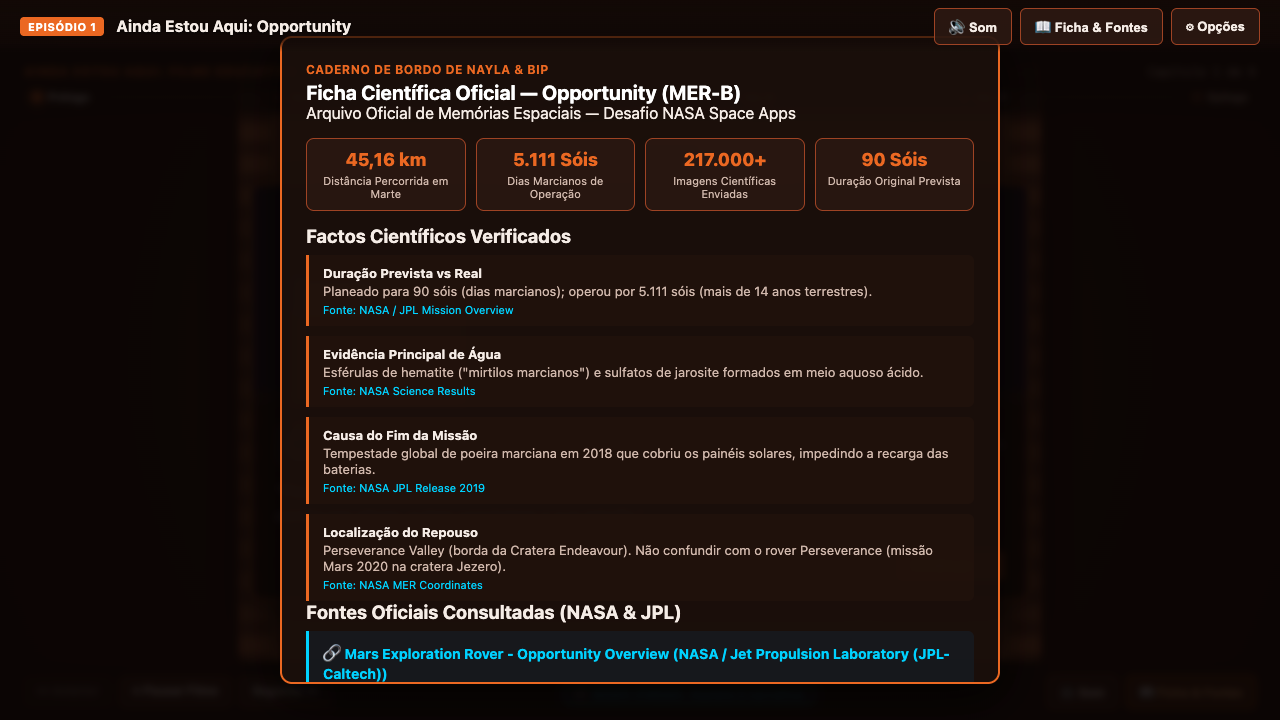 EPISÓDIO 1 Ainda Estou Aqui: Opportunity
🔊 Som
📖 Ficha & Fontes
⚙ Opções
CADERNO DE BORDO DE NAYLA & BIP
Ficha Científica Oficial — Opportunity (MER-B)
Arquivo Oficial de Memórias Espaciais — Desafio NASA Space Apps
45,16 km
Distância Percorrida em
Marte
5.111 Sóis
Dias Marcianos de
Operação
217.000+
Imagens Científicas
Enviadas
90 Sóis
Duração Original Prevista
Factos Científicos Verificados
Duração Prevista vs Real
Planeado para 90 sóis (dias marcianos); operou por 5.111 sóis (mais de 14 anos terrestres).
Fonte: NASA / JPL Mission Overview
Evidência Principal de Água
Esférulas de hematite ("mirtilos marcianos") e sulfatos de jarosite formados em meio aquoso ácido.
Fonte: NASA Science Results
Causa do Fim da Missão
Tempestade global de poeira marciana em 2018 que cobriu os painéis solares, impedindo a recarga das
baterias.
Fonte: NASA JPL Release 2019
Localização do Repouso
Perseverance Valley (borda da Cratera Endeavour). Não confundir com o rover Perseverance (missão
Mars 2020 na cratera Jezero).
Fonte: NASA MER Coordinates
Fontes Oficiais Consultadas (NASA & JPL)
🔗 Mars Exploration Rover - Opportunity Overview (NASA / Jet Propulsion Laboratory (JPL-
Caltech))